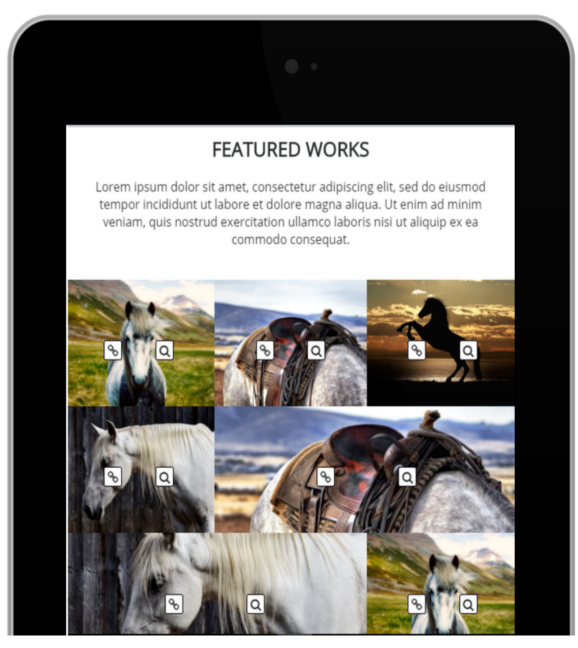 FEATURED WORKS
Lorem ipsum dolor sit amet, consectetur adipiscing elit, sed do eiusmod
tempor incididunt ut labore et dolore magna aliqua. Ut enim ad minim
veniam, quis nostrud exercitation ullamco laboris nisi ut aliquip ex ea
commodo consequat.